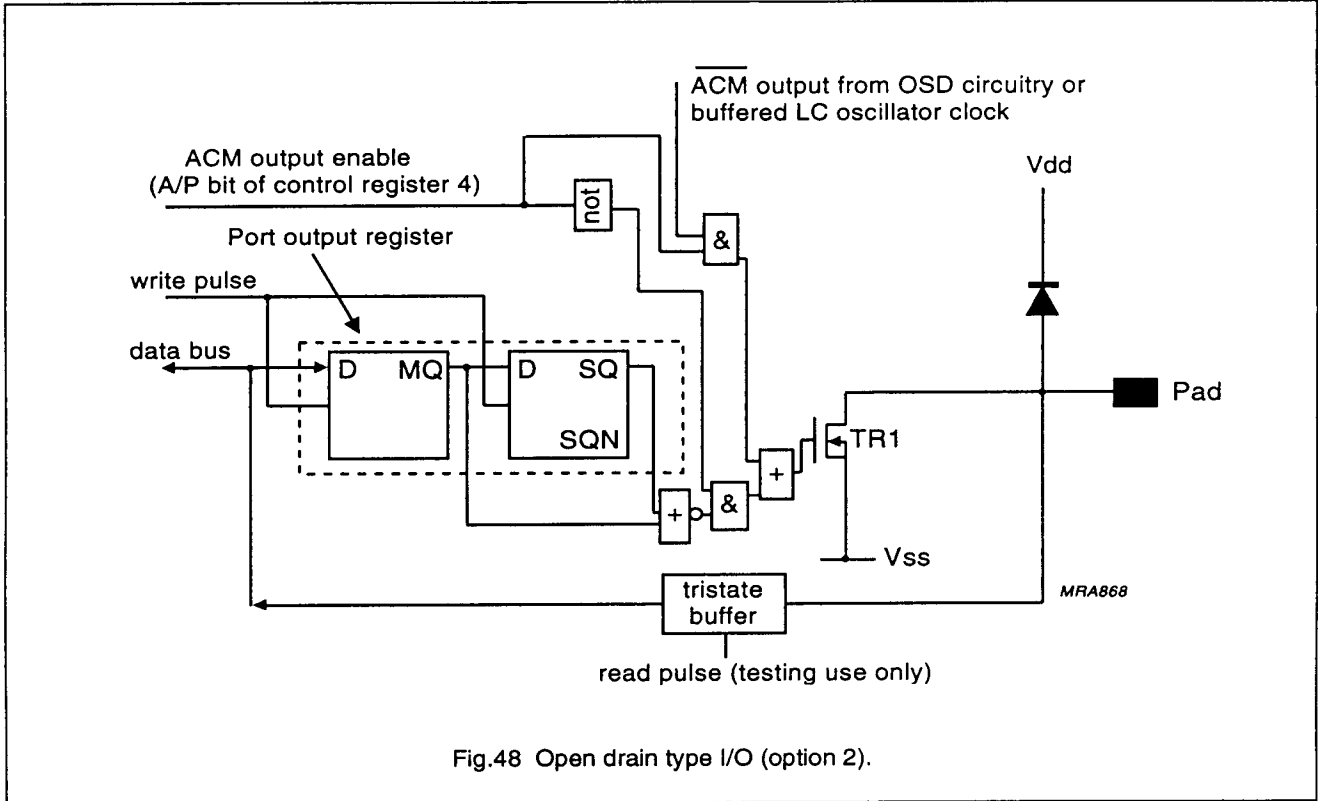 ACM output from OSD circuitry or
buffered LC oscillator clock
ACM output enable
(A/P bit of control register 4)
not
&
Vdd
Port output register
write pulse
data bus
D
MQ
D
SQ
SQN
+
&
+
TR1
Pad
Vss
tristate
buffer
MRA868
read pulse (testing use only)
Fig.48 Open drain type I/O (option 2).